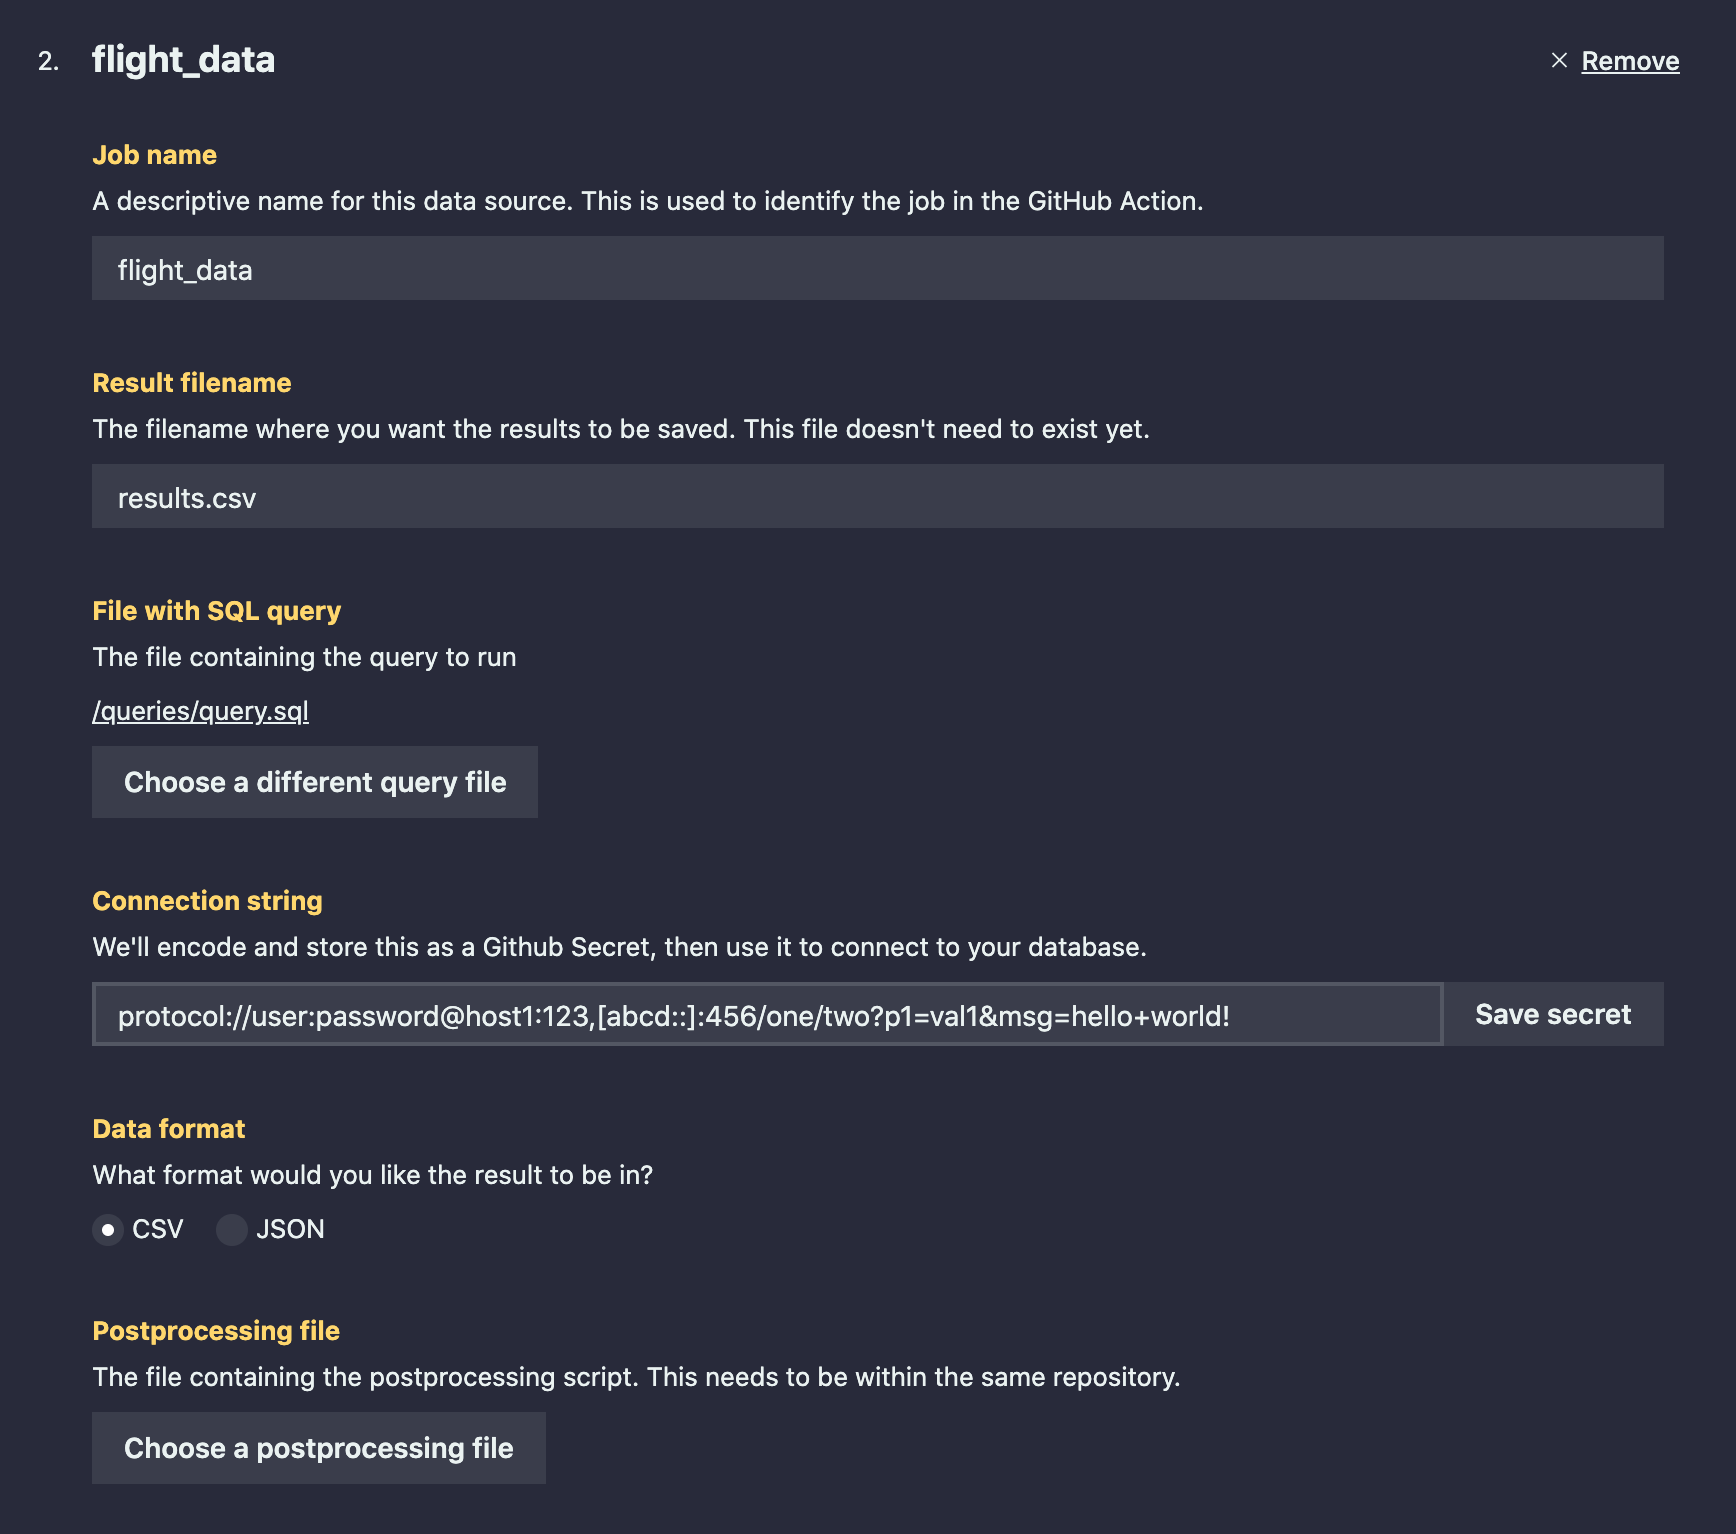 2. flight_data
× Remove
Job name
A descriptive name for this data source. This is used to identify the job in the GitHub Action.
flight_data
Result filename
The filename where you want the results to be saved. This file doesn't need to exist yet.
results.csv
File with SQL query
The file containing the query to run
/queries/query.sql
Choose a different query file
Connection string
We'll encode and store this as a Github Secret, then use it to connect to your database.
protocol://user:password@host1:123,[abcd::]:456/one/two?p1=val1&msg=hello+world!
Save secret
Data format
What format would you like the result to be in?
CSV JSON
Postprocessing file
The file containing the postprocessing script. This needs to be within the same repository.
Choose a postprocessing file